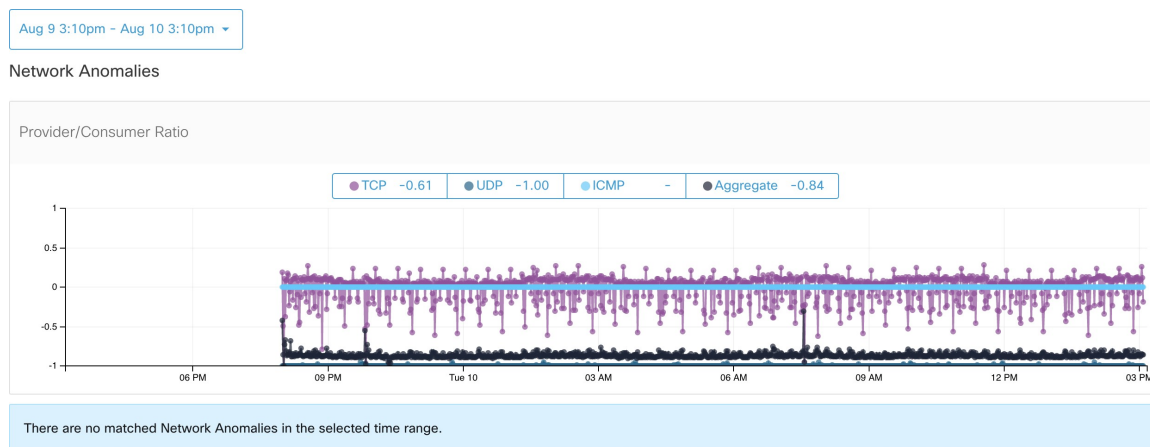 Aug 9 3:10pm - Aug 10 3:10pm
Network Anomalies
Provider/Consumer Ratio
TCP -0.61 UDP -1.00 ICMP - Aggregate -0.84
1
0.5
0
-0.5
-1
06 PM 09 PM Tue 10 03 AM 06 AM 09 AM 12 PM 03 PM
There are no matched Network Anomalies in the selected time range.